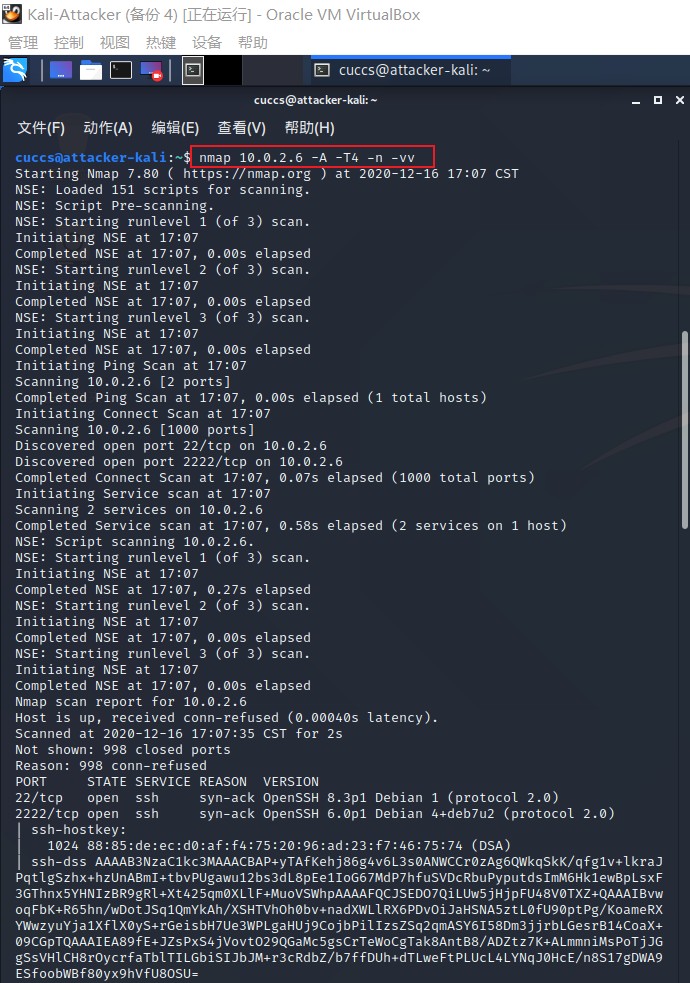 Kali-Attacker (备份 4) [正在运行] - Oracle VM VirtualBox
管理 控制 视图 热键 设备 帮助
cuccs@attacker-kali: ~
cuccs@attacker-kali: ~
文件(F) 动作(A) 编辑(E) 查看(V) 帮助(H)
cuccs@attacker-kali:~$ nmap 10.0.2.6 -A -T4 -n -vv
Starting Nmap 7.80 ( https://nmap.org ) at 2020-12-16 17:07 CST
NSE: Loaded 151 scripts for scanning.
NSE: Script Pre-scanning.
NSE: Starting runlevel 1 (of 3) scan.
Initiating NSE at 17:07
Completed NSE at 17:07, 0.00s elapsed
NSE: Starting runlevel 2 (of 3) scan.
Initiating NSE at 17:07
Completed NSE at 17:07, 0.00s elapsed
NSE: Starting runlevel 3 (of 3) scan.
Initiating NSE at 17:07
Completed NSE at 17:07, 0.00s elapsed
Initiating Ping Scan at 17:07
Scanning 10.0.2.6 [2 ports]
Completed Ping Scan at 17:07, 0.00s elapsed (1 total hosts)
Initiating Connect Scan at 17:07
Scanning 10.0.2.6 [1000 ports]
Discovered open port 22/tcp on 10.0.2.6
Discovered open port 2222/tcp on 10.0.2.6
Completed Connect Scan at 17:07, 0.07s elapsed (1000 total ports)
Initiating Service scan at 17:07
Scanning 2 services on 10.0.2.6
Completed Service scan at 17:07, 0.58s elapsed (2 services on 1 host)
NSE: Script scanning 10.0.2.6.
NSE: Starting runlevel 1 (of 3) scan.
Initiating NSE at 17:07
Completed NSE at 17:07, 0.27s elapsed
NSE: Starting runlevel 2 (of 3) scan.
Initiating NSE at 17:07
Completed NSE at 17:07, 0.00s elapsed
NSE: Starting runlevel 3 (of 3) scan.
Initiating NSE at 17:07
Completed NSE at 17:07, 0.00s elapsed
Nmap scan report for 10.0.2.6
Host is up, received conn-refused (0.00040s latency).
Scanned at 2020-12-16 17:07:35 CST for 2s
Not shown: 998 closed ports
Reason: 998 conn-refused
PORT STATE SERVICE REASON VERSION
22/tcp open ssh syn-ack OpenSSH 8.3p1 Debian 1 (protocol 2.0)
2222/tcp open ssh syn-ack OpenSSH 6.0p1 Debian 4+deb7u2 (protocol 2.0)
| ssh-hostkey:
| 1024 88:85:de:ec:d0:af:f4:75:20:96:ad:23:f7:46:75:74 (DSA)
| ssh-dss AAAAB3NzaC1kc3MAAACBAP+yTAfKehj86g4v6L3s0ANWCCr0zAg6QWkqSkK/qfg1v+lkraJ
PqtlgSzhx+hzUnABmI+tbvPUgawu12bs3dL8pEe1IoG67MdP7hfuSVDcRbuPyputdsImM6Hk1ewBpLsxF
3GThnx5YHNIzBR9gRl+Xt425qm0XLlF+MuoVSWhpAAAAFQCJSEDO7QiLUw5jHjpFU48V0TXZ+QAAAIBvw
oqFbK+R65hn/wDotJSq1QmYkAh/XSHTVhOh0bv+nadXWLlRX6PDvOiJaHSNA5ztL0fU90ptPg/KoameRX
YWwzyuYja1XflX0yS+rGeisbH7Ue3WPLgaHUj9CojbPilIzsZSq2qmASY6I58Dm3jjrbLGesrB14CoaX+
09CGpTQAAAIEA89fE+JZsPxS4jVovtO29QGaMc5gsCrTeWoCgTak8AntB8/ADZtz7K+ALmmniMsPoTjJG
gSsVHlCH8rOycrfaTblTILGbiSIJbJM+r3cRdbZ/b7ffDUh+dTLweFtPLUcL4LYNqJ0HcE/n8S17gDWA9
ESfoobWBf80yx9hVfU8OSU=